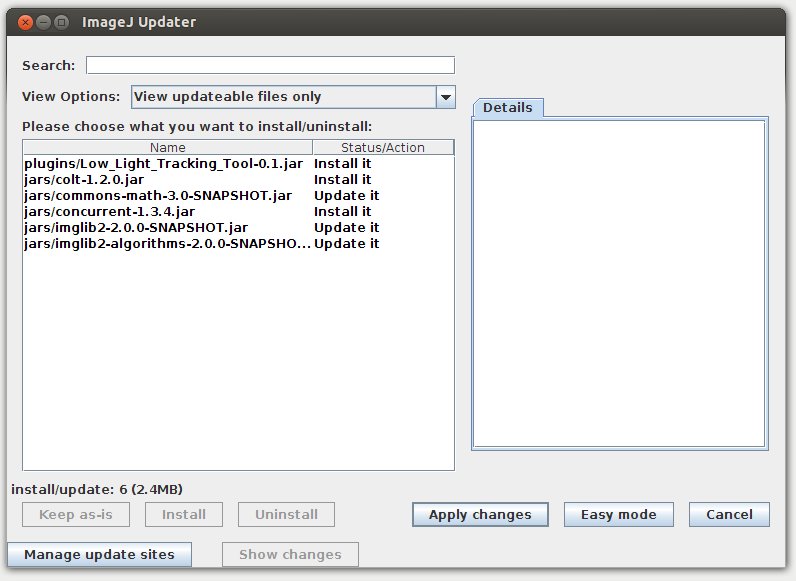 ImageJ Updater
Search:
View Options: View updateable files only
Details
Please choose what you want to install/uninstall:
Name Status/Action
plugins/Low_Light_Tracking_Tool-0.1.jar Install it
jars/colt-1.2.0.jar Install it
jars/commons-math-3.0-SNAPSHOT.jar Update it
jars/concurrent-1.3.4.jar Install it
jars/imglib2-2.0.0-SNAPSHOT.jar Update it
jars/imglib2-algorithms-2.0.0-SNAPSHO... Update it
install/update: 6 (2.4MB)
Keep as-is Install Uninstall Apply changes Easy mode Cancel
Manage update sites Show changes